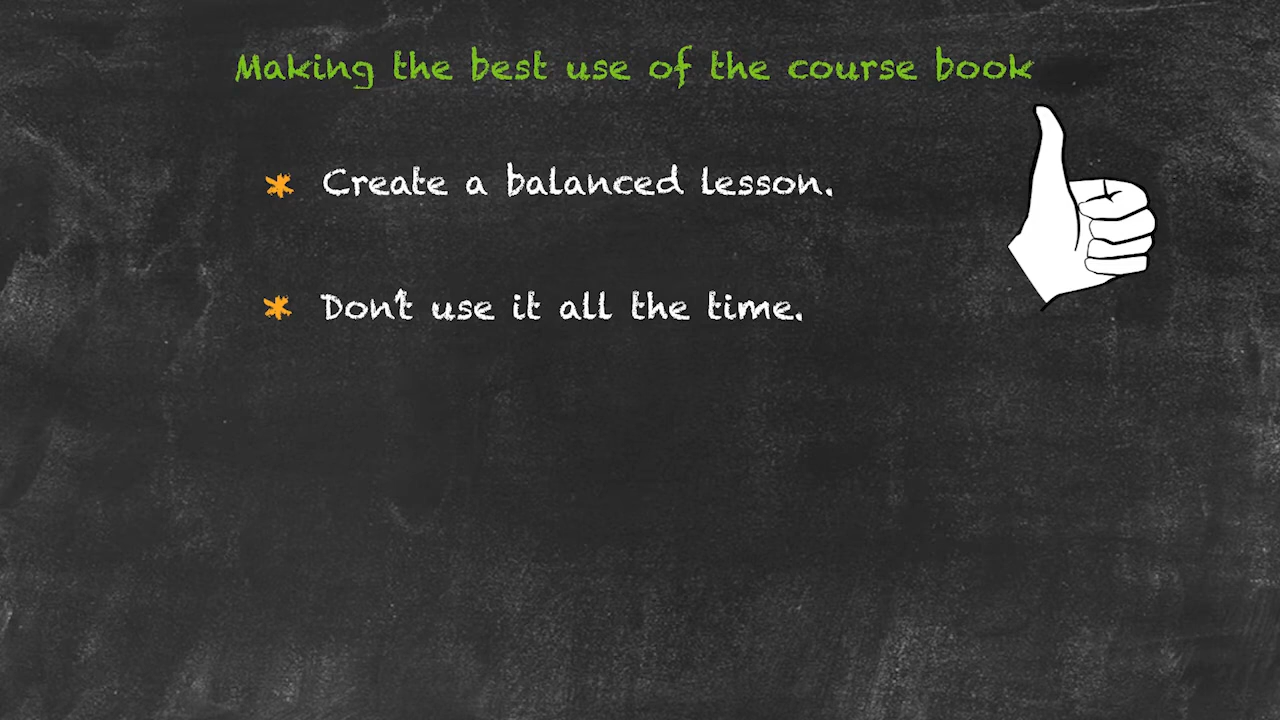 Making the best use of the course book
* Create a balanced lesson.
* Don't use it all the time.